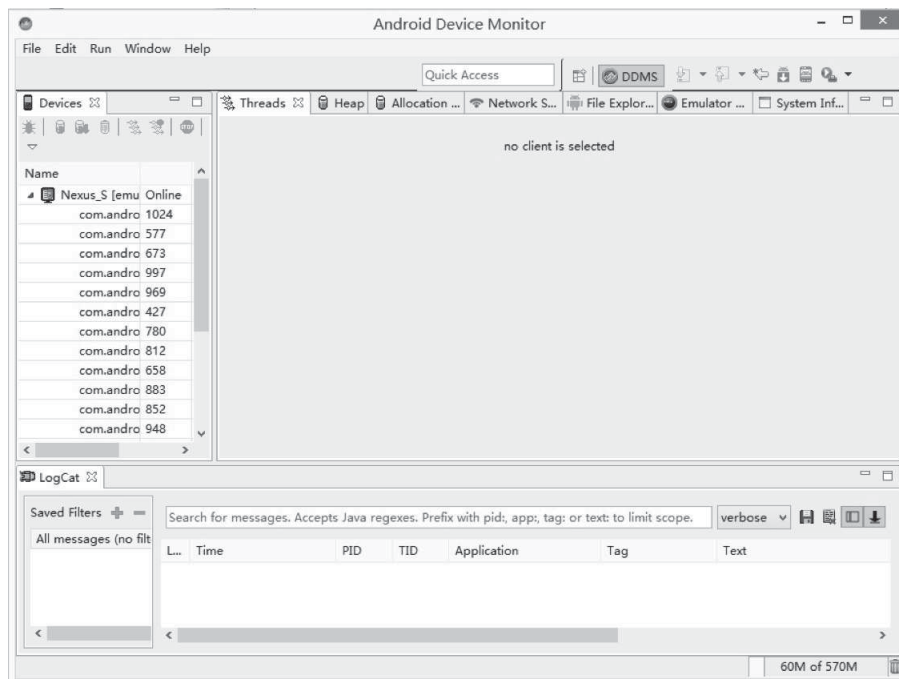 Android Device Monitor
File Edit Run Window Help
Quick Access
DDMS
Devices
Threads
Heap
Allocation ...
Network S...
File Explor...
Emulator ...
System Inf...
no client is selected
Name
Nexus_S [emu Online
com.andro 1024
com.andro 577
com.andro 673
com.andro 997
com.andro 969
com.andro 427
com.andro 780
com.andro 812
com.andro 658
com.andro 883
com.andro 852
com.andro 948
LogCat
Saved Filters
All messages (no filt
Search for messages. Accepts Java regexes. Prefix with pid:, app:, tag: or text: to limit scope.
verbose
L... Time PID TID Application Tag Text
60M of 570M